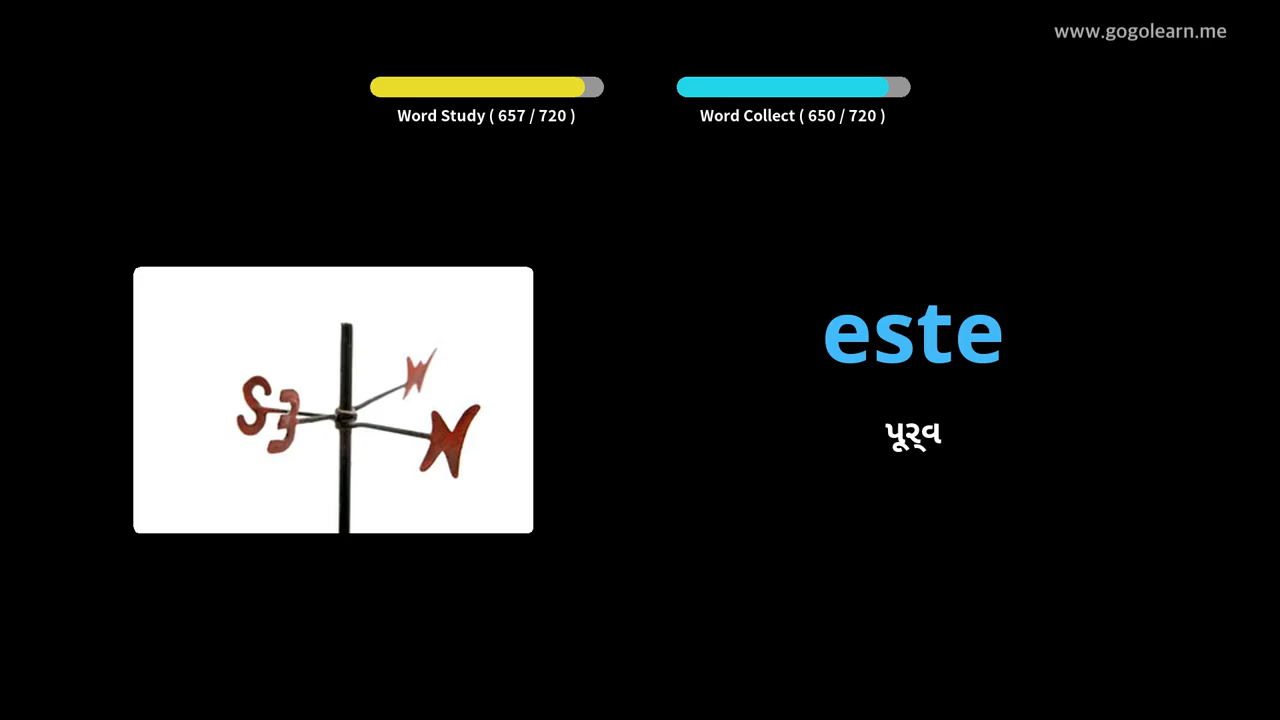 www.gogolearn.me
Word Study ( 657 / 720 )
Word Collect ( 650 / 720 )
este
પૂર્વ
S E N